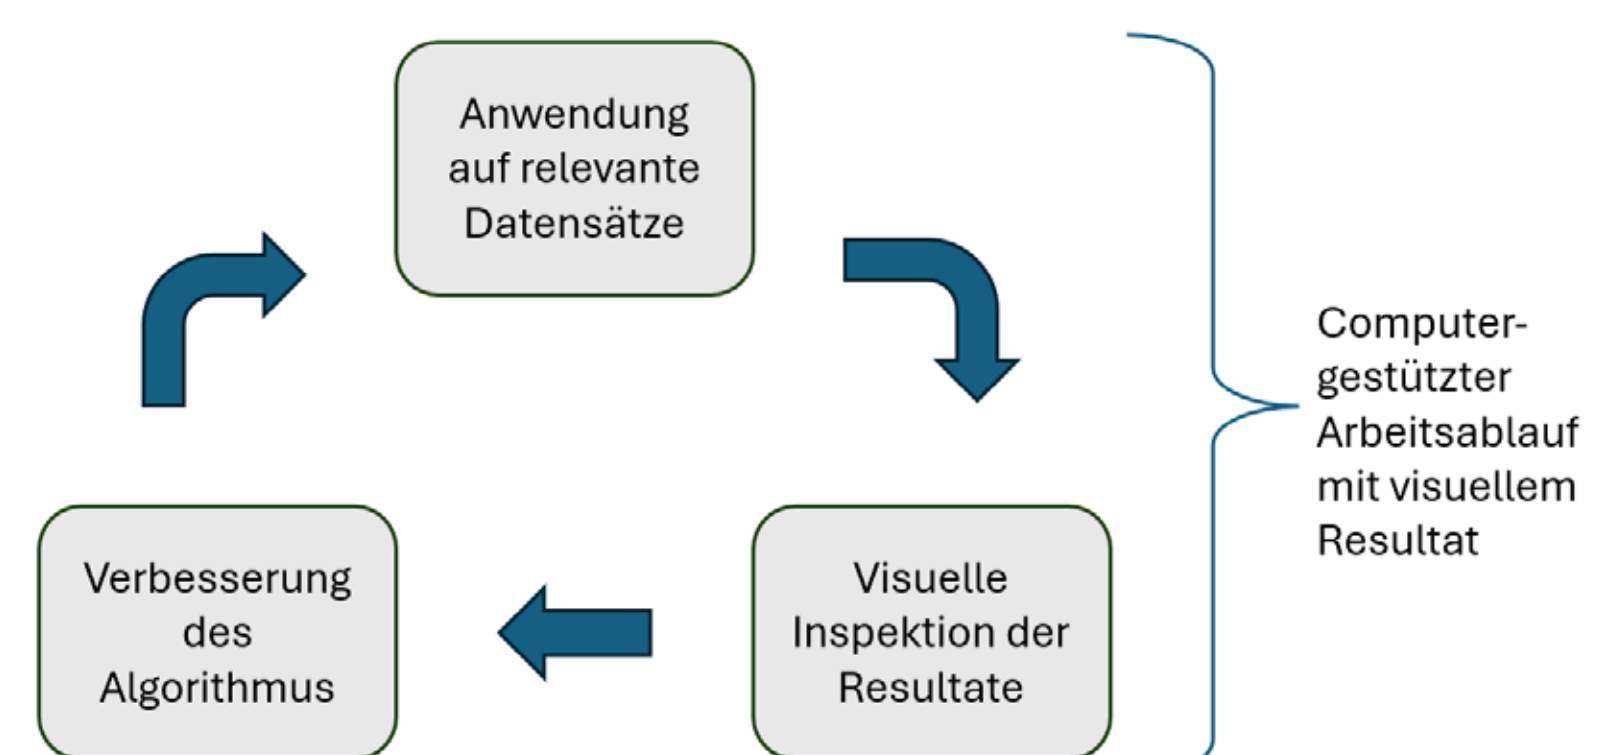 Anwendung
auf relevante
Datensätze
Computer-
gestützter
Arbeitsablauf
mit visuellem
Resultat
Verbesserung
des
Algorithmus
Visuelle
Inspektion der
Resultate